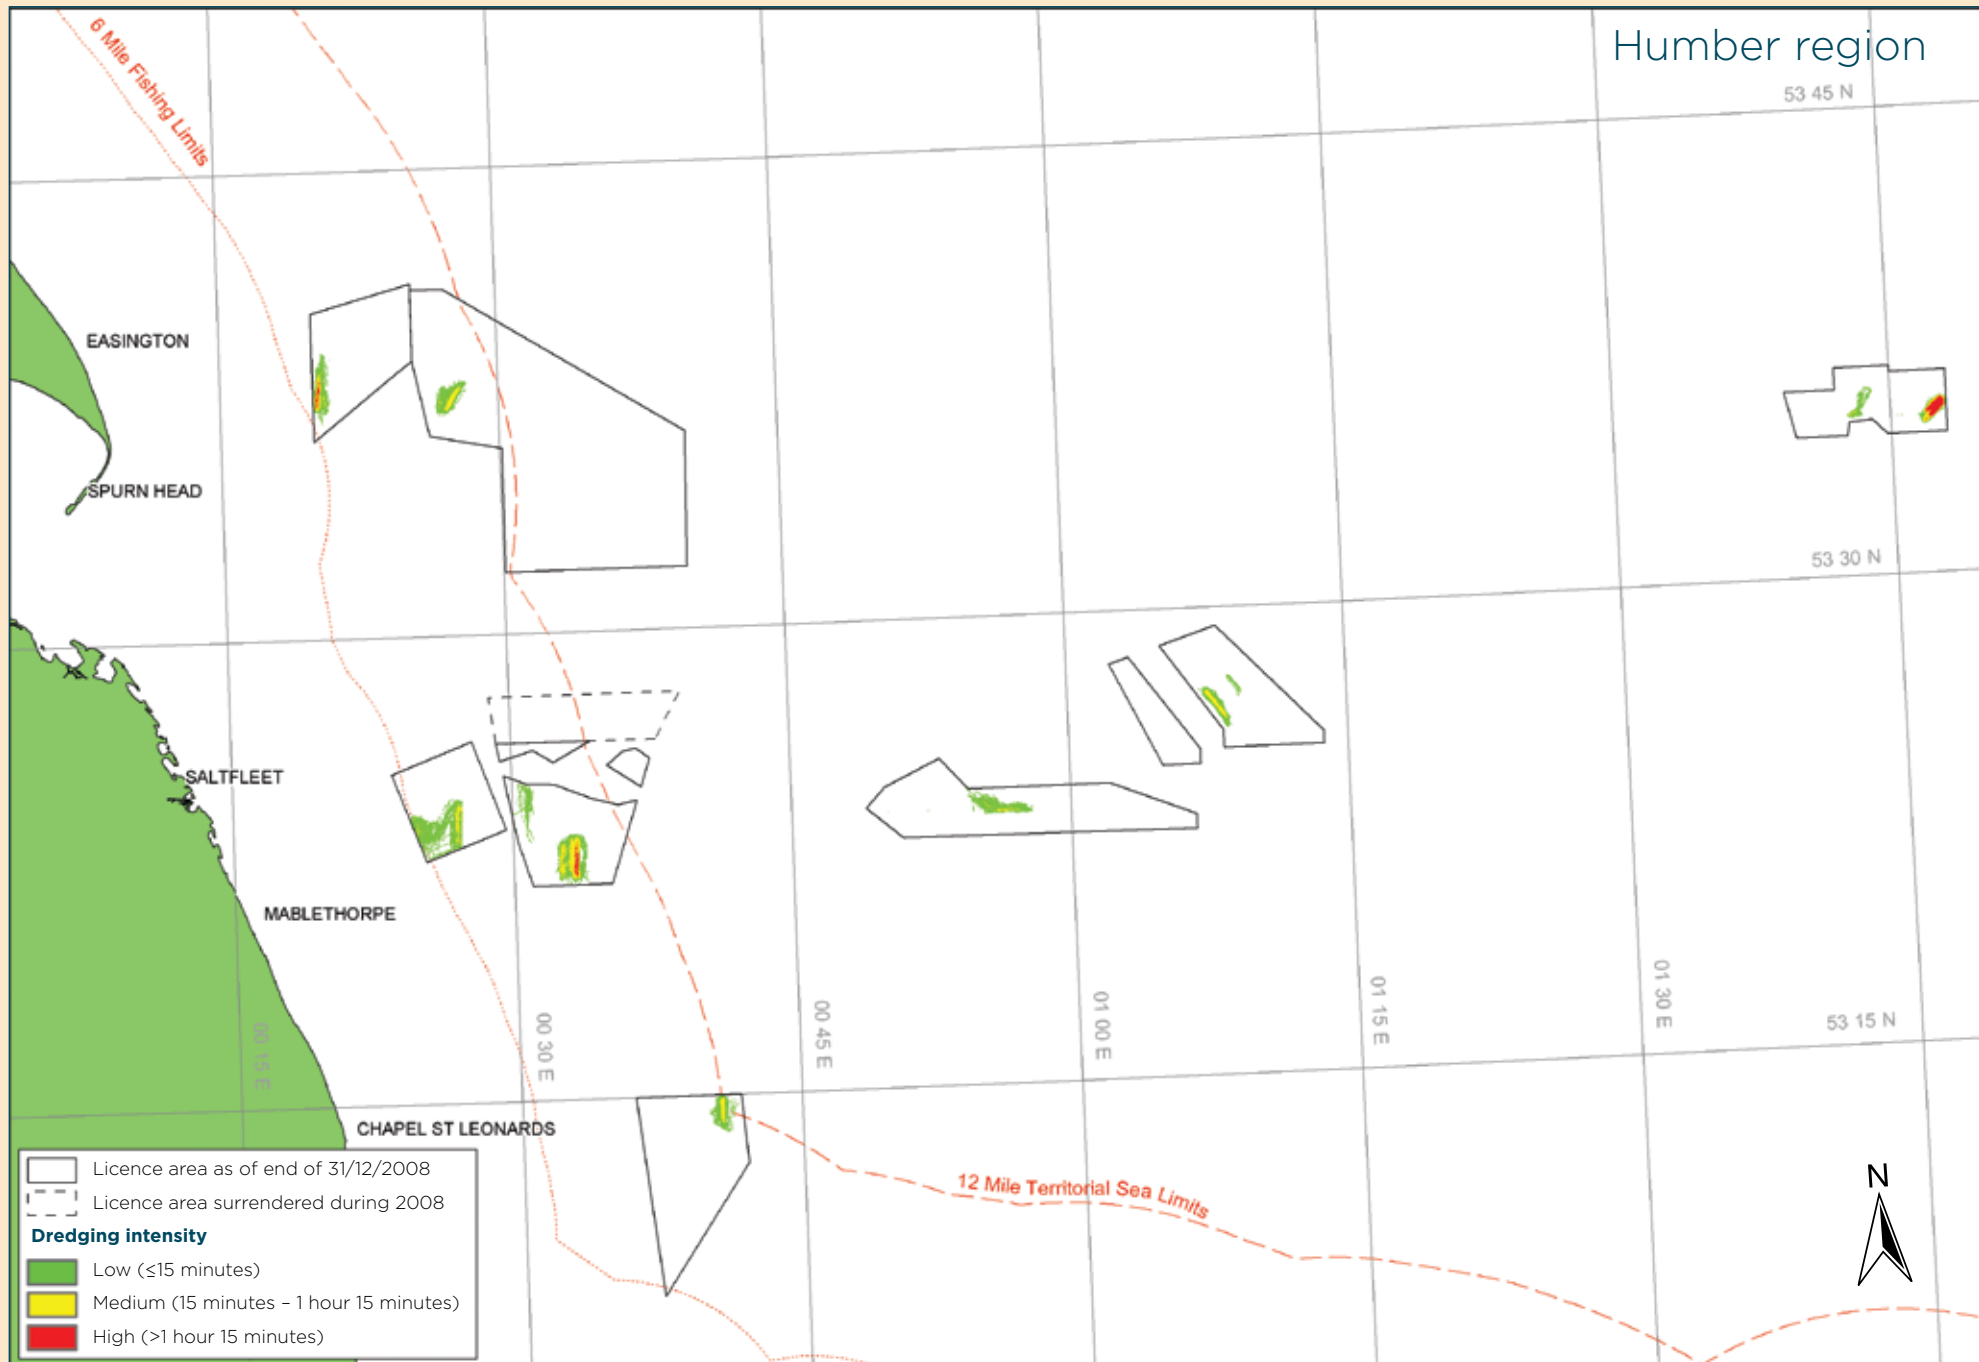 Humber region
6 Mile Fishing Limits
53 45 N
EASINGTON
SPURN HEAD
53 30 N
SALTFLEET
MABLETHORPE
00 15 E
00 30 E
00 45 E
01 00 E
01 15 E
01 30 E
53 15 N
CHAPEL ST LEONARDS
12 Mile Territorial Sea Limits
N
Licence area as of end of 31/12/2008
Licence area surrendered during 2008
Dredging intensity
Low (≤15 minutes)
Medium (15 minutes – 1 hour 15 minutes)
High (>1 hour 15 minutes)